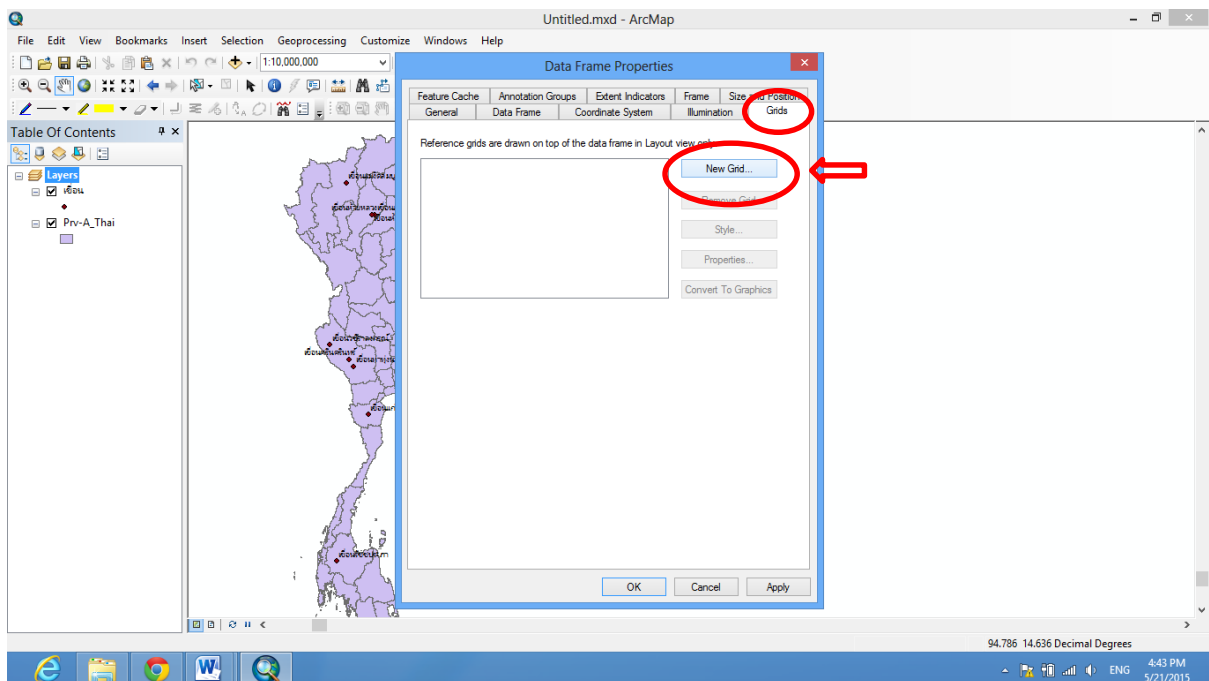 Untitled.mxd - ArcMap
File Edit View Bookmarks Insert Selection Geoprocessing Customize Windows Help
1:10,000,000
Data Frame Properties
Feature Cache Annotation Groups Extent Indicators Frame Size and Position
General Data Frame Coordinate System Illumination Grids
Table Of Contents
Reference grids are drawn on top of the data frame in Layout view only.
Layers
เขื่อน
Prv-A_Thai
New Grid...
Remove Grid
Style...
Properties...
Convert To Graphics
OK Cancel Apply
94.786 14.636 Decimal Degrees
ENG
4:43 PM
5/21/2015